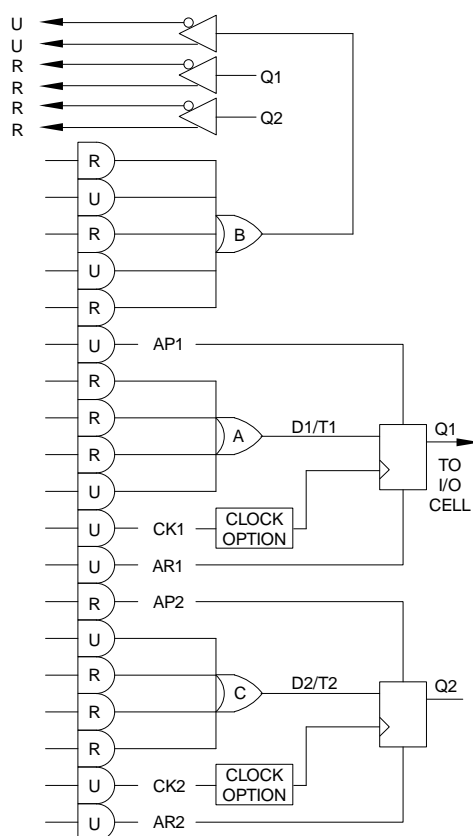 U
U
R
R
Q1
R
R
Q2
R
U
R
B
U
R
U AP1
R
R
A D1/T1 Q1
R
TO
I/O
CELL
U
U CK1 CLOCK
OPTION
U AR1
R AP2
U
R
C D2/T2 Q2
R
R
U CK2 CLOCK
OPTION
U AR2